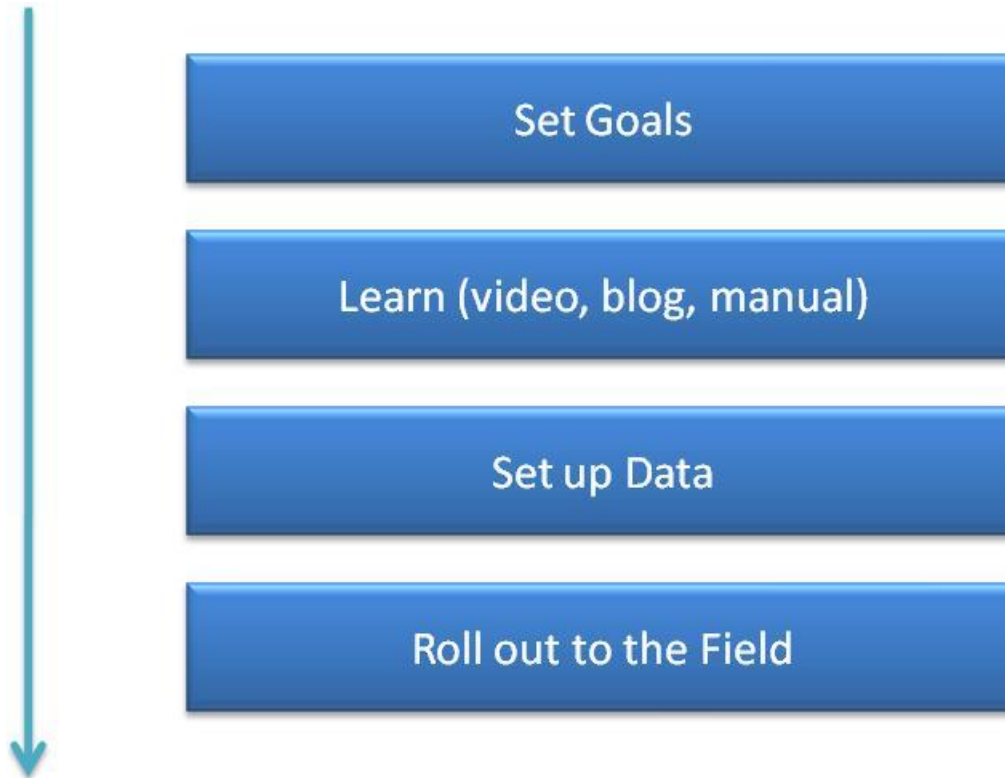 Set Goals
Learn (video, blog, manual)
Set up Data
Roll out to the Field